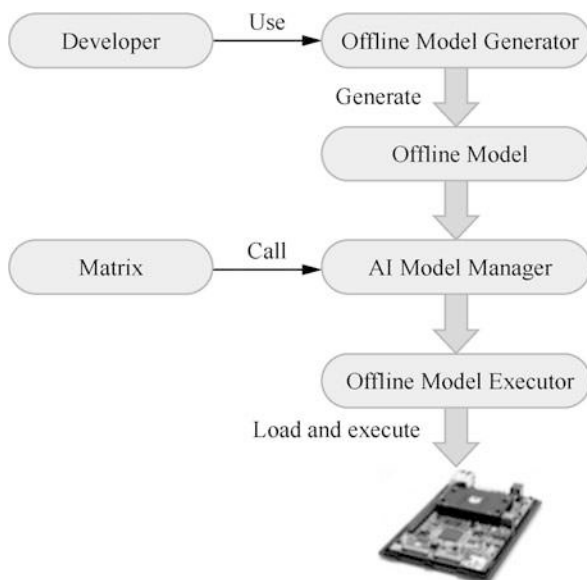 Developer
Use
Offline Model Generator
Generate
Offline Model
Matrix
Call
AI Model Manager
Offline Model Executor
Load and execute